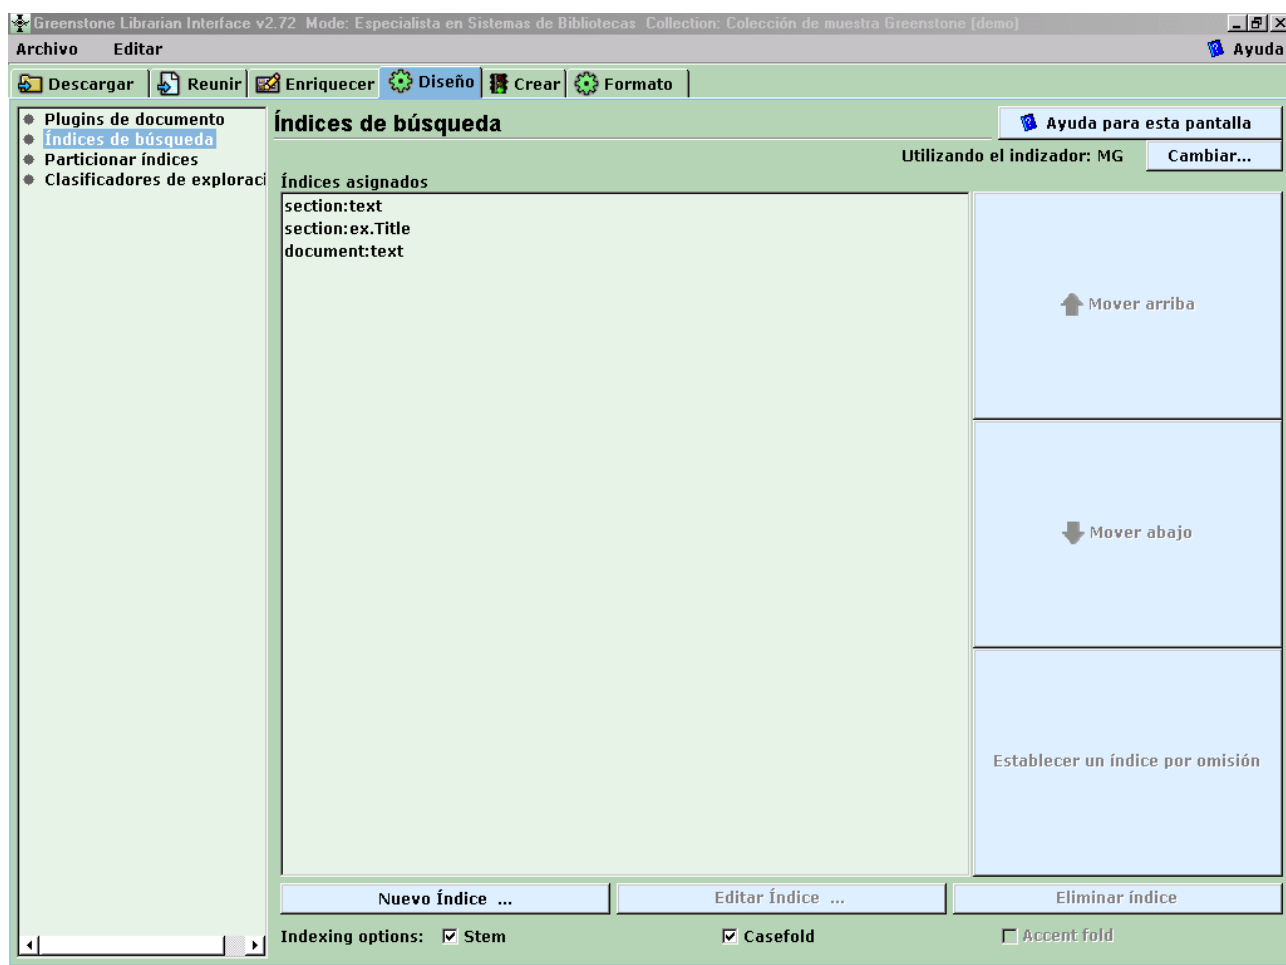 Greenstone Librarian Interface v2.72 Mode: Especialista en Sistemas de Bibliotecas Collection: Colección de muestra Greenstone [demo]
Archivo Editar Ayuda
Descargar Reunir Enriquecer Diseño Crear Formato
Plugins de documento
Índices de búsqueda
Particionar índices
Clasificadores de exploraci
Índices de búsqueda
Ayuda para esta pantalla
Utilizando el indizador: MG Cambiar...
Índices asignados
section:text
section:ex.Title
document:text
Mover arriba
Mover abajo
Establecer un índice por omisión
Nuevo Índice ... Editar Índice ... Eliminar índice
Indexing options: Stem Casefold Accent fold